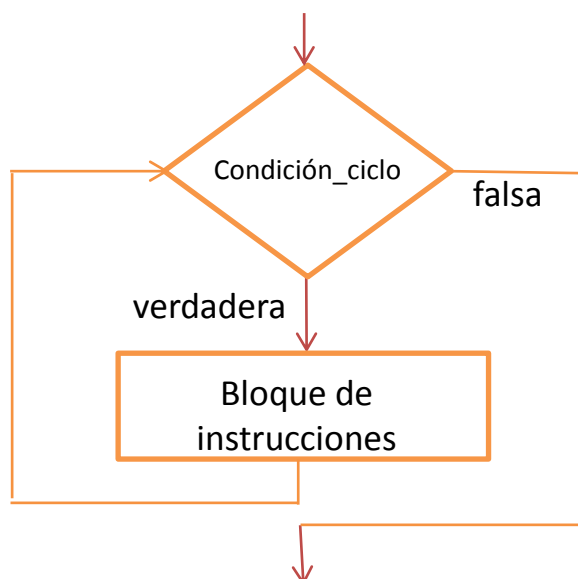 Condición_ciclo
falsa
verdadera
Bloque de
instrucciones